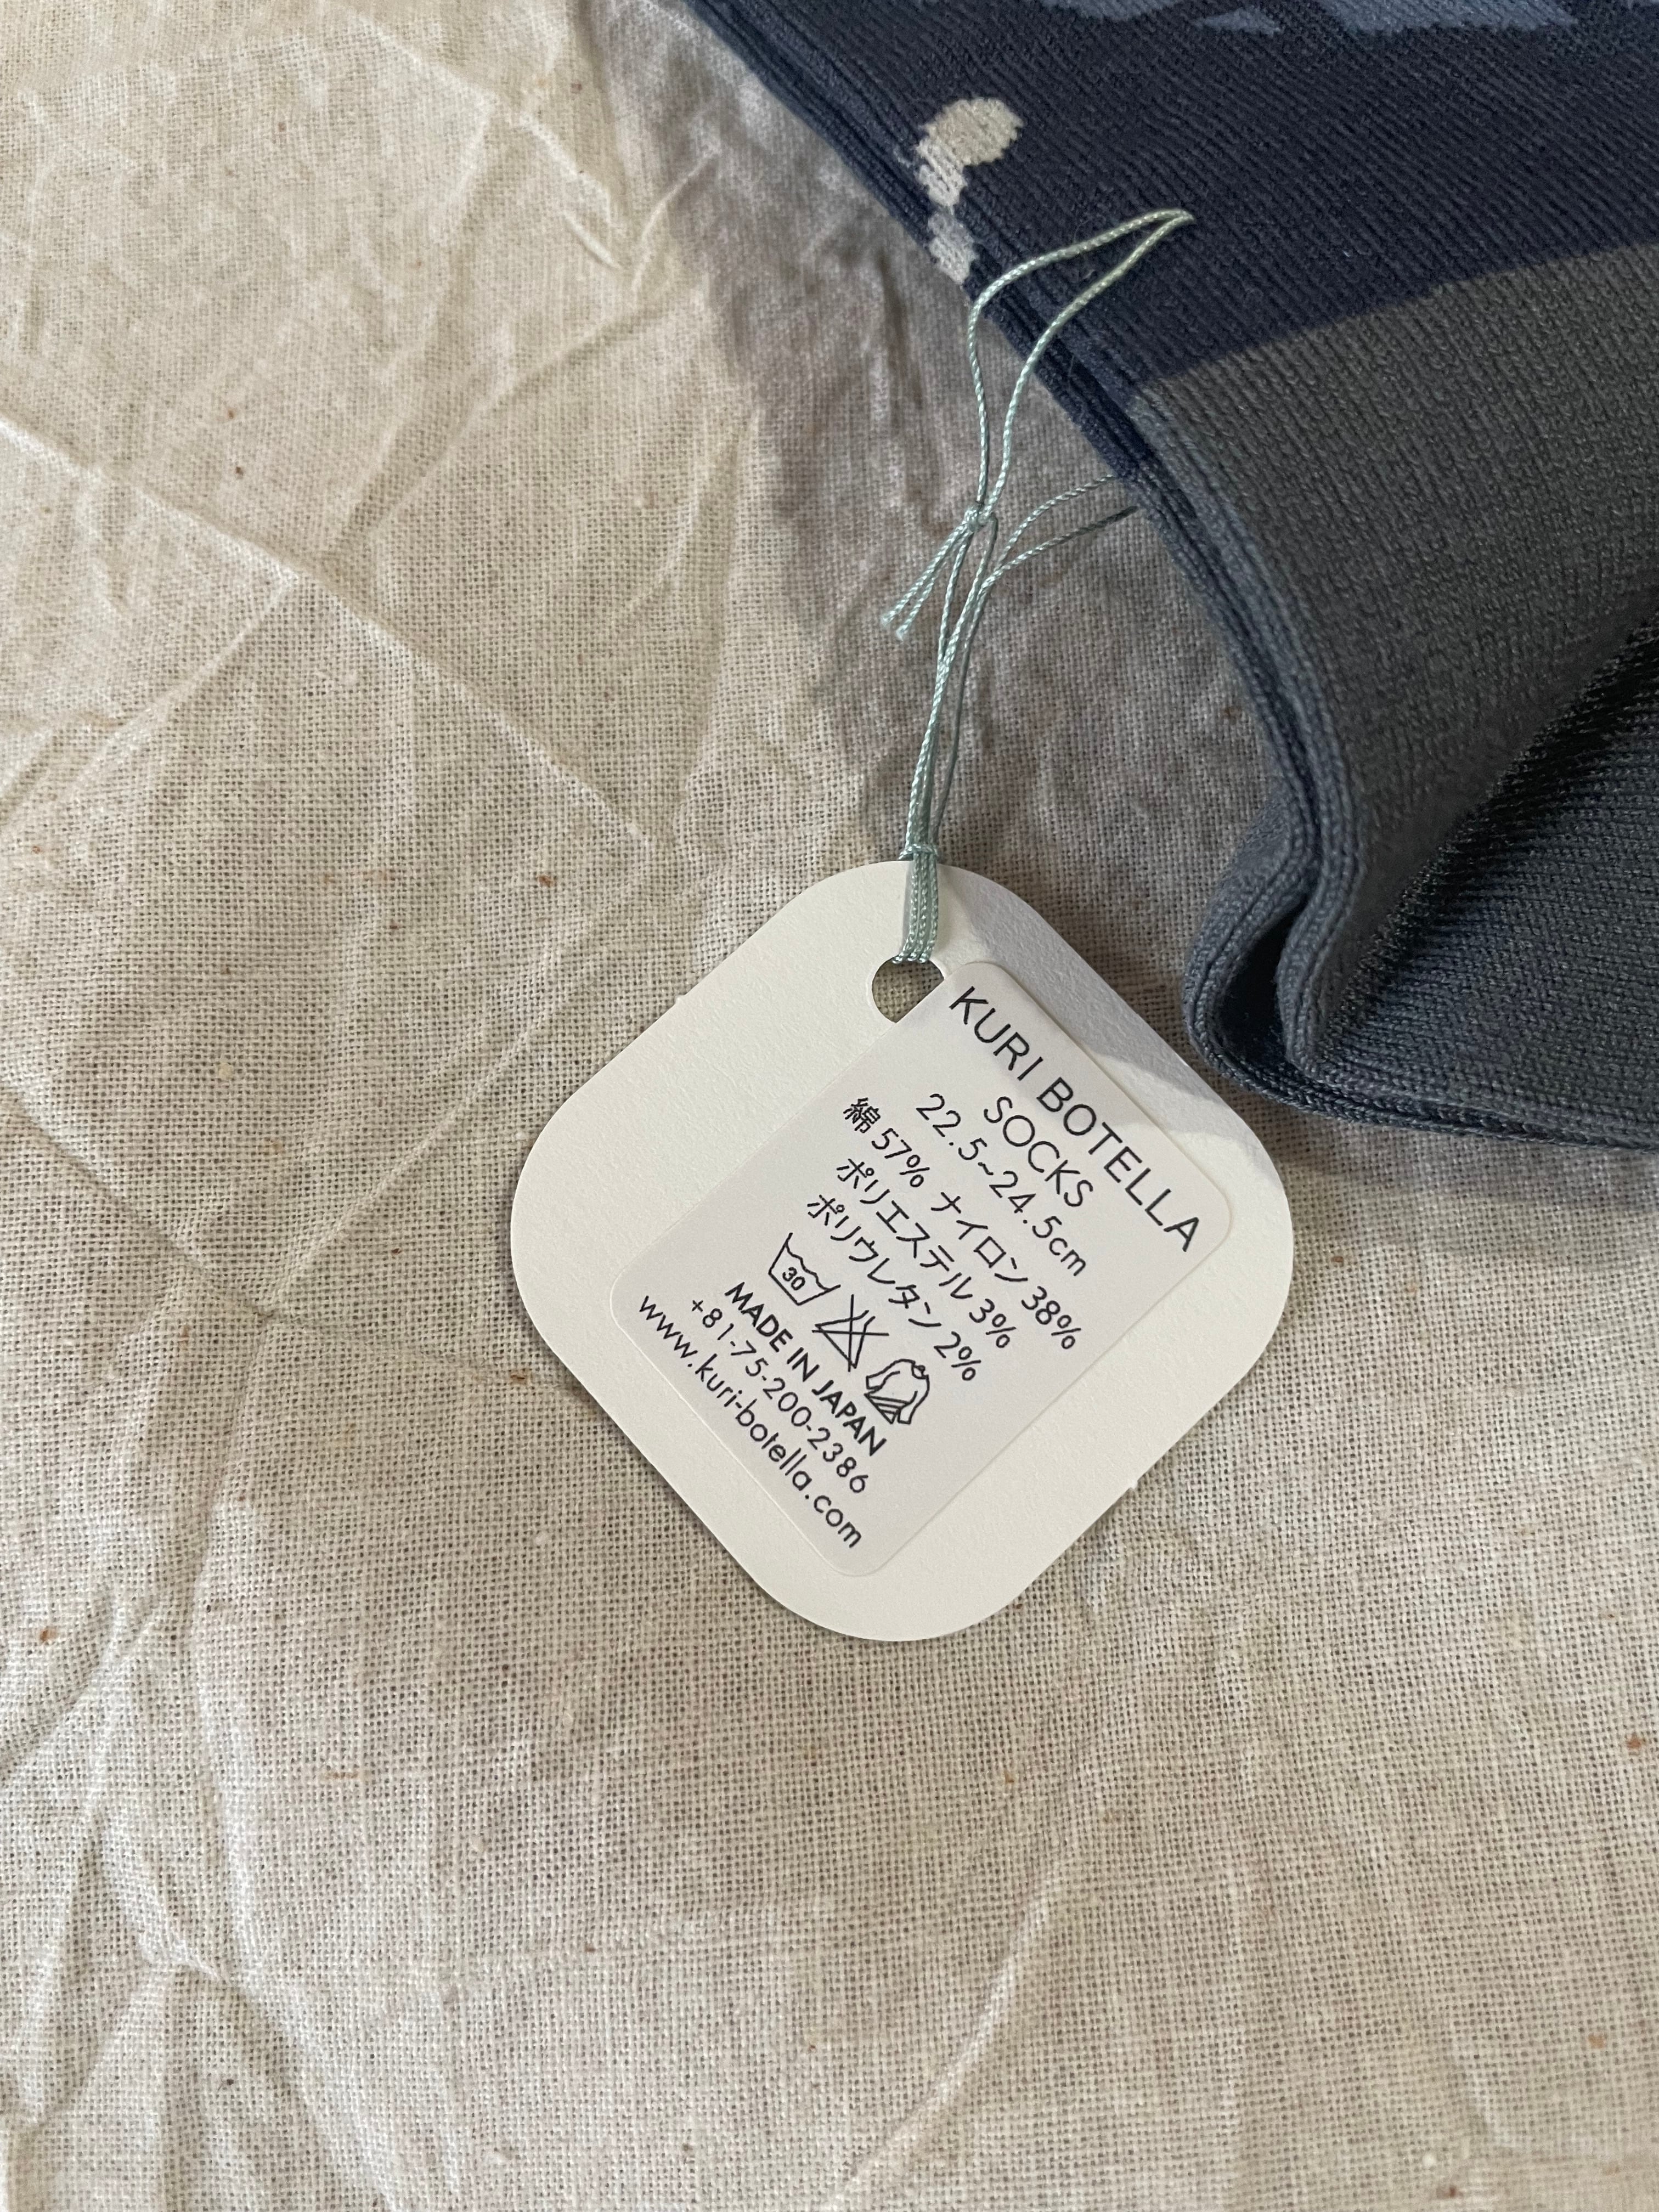 KURI BOTELLA
SOCKS
22.5~24.5cm
綿 57% ナイロン 38%
ポリエステル 3%
ポリウレタン 2%
30
MADE IN JAPAN
+81-75-200-2386
www.kuri-botella.com